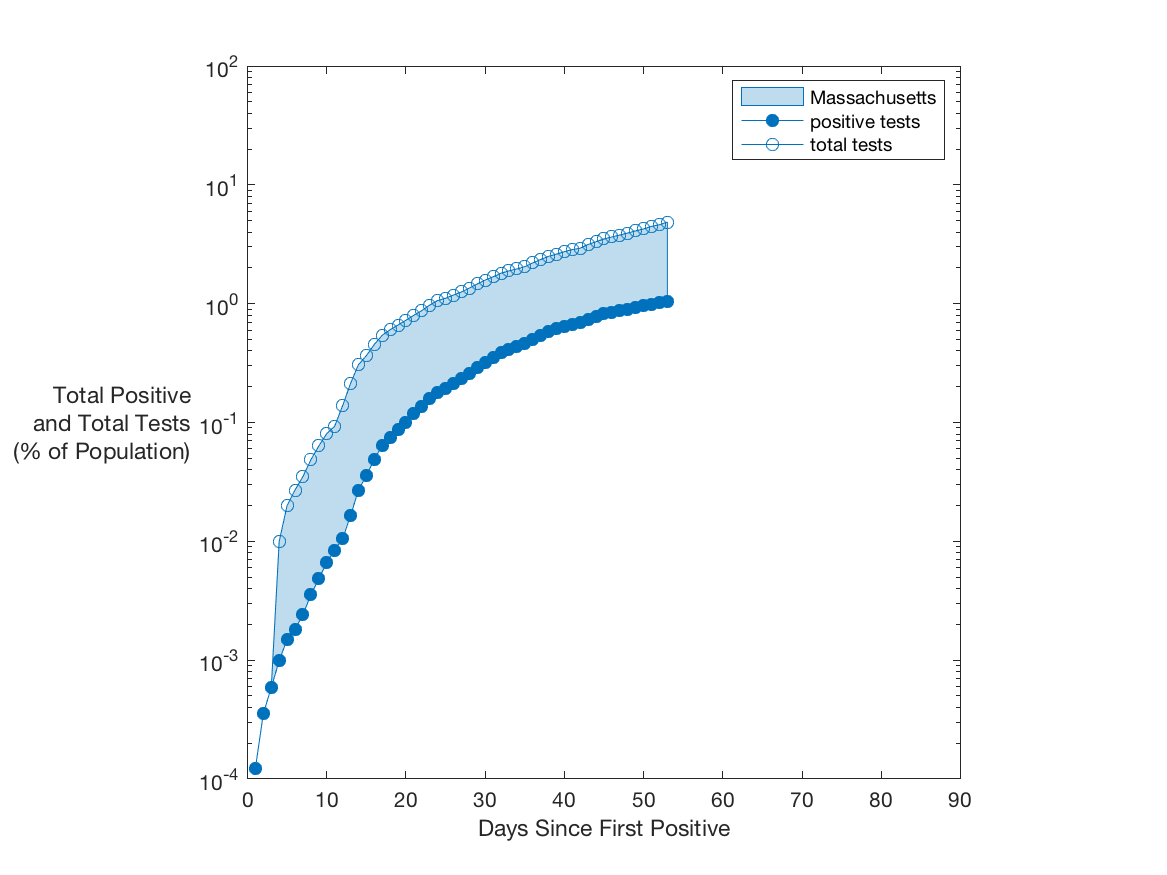 10^2
10^1
10^0
10^-1
10^-2
10^-3
10^-4
Total Positive
and Total Tests
(% of Population)
Massachusetts
positive tests
total tests
0 10 20 30 40 50 60 70 80 90
Days Since First Positive